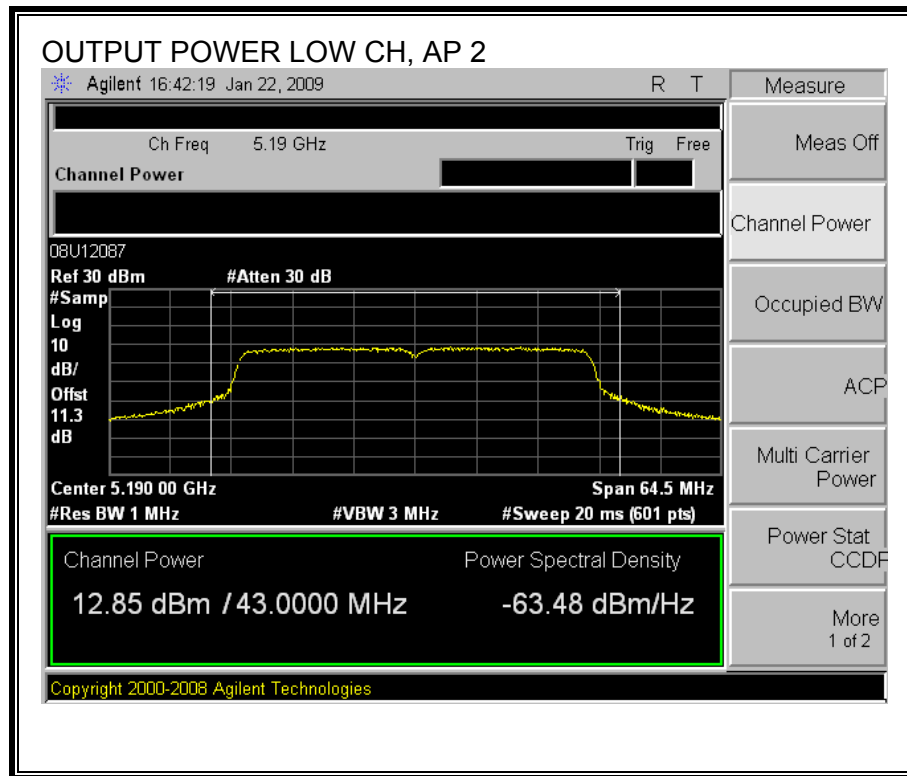 OUTPUT POWER LOW CH, AP 2
Agilent 16:42:19 Jan 22, 2009 R T
Measure
Ch Freq 5.19 GHz Trig Free
Meas Off
Channel Power
Channel Power
08U12087
Ref 30 dBm #Atten 30 dB
#Samp
Log
10
dB/
Offst
11.3
dB
Occupied BW
ACP
Multi Carrier
Power
Center 5.190 00 GHz Span 64.5 MHz
#Res BW 1 MHz #VBW 3 MHz #Sweep 20 ms (601 pts)
Power Stat
CCDF
Channel Power Power Spectral Density
12.85 dBm / 43.0000 MHz -63.48 dBm/Hz
More
1 of 2
Copyright 2000-2008 Agilent Technologies